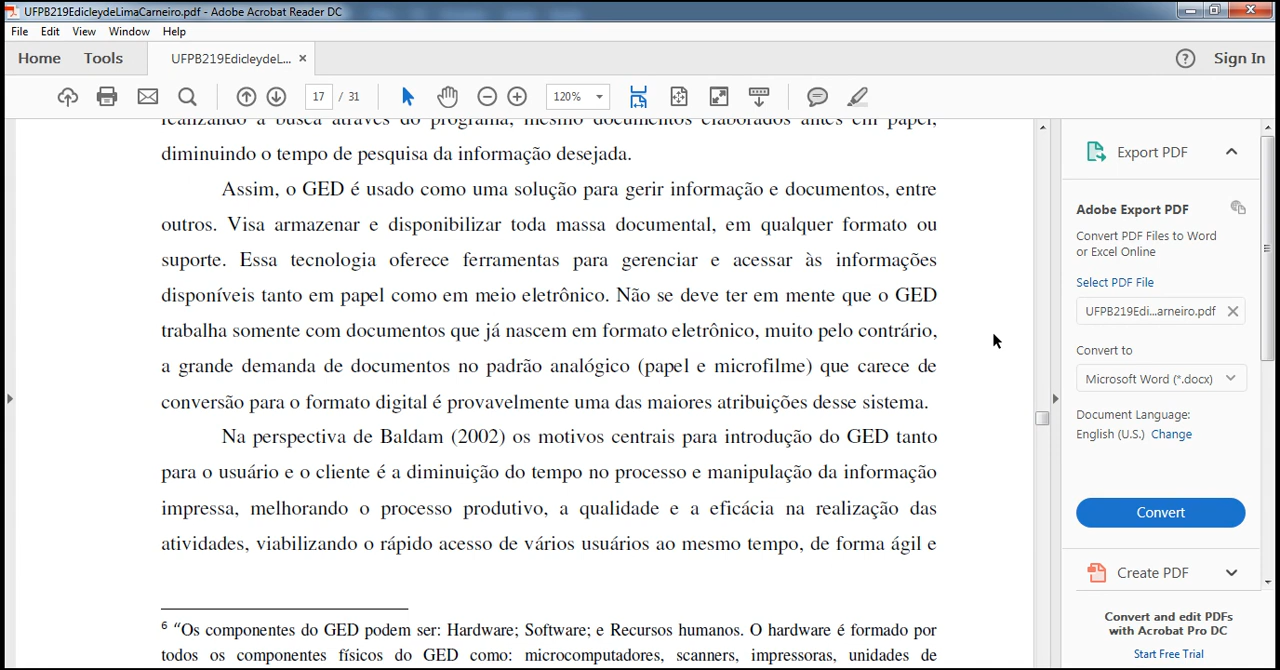 UFPB219EdicleydeLimaCarneiro.pdf - Adobe Acrobat Reader DC
File Edit View Window Help
Home Tools UFPB219EdicleydeL... × ? Sign In
17 / 31 120%
realizando a busca através do programa, mesmo documentos elaborados antes em papel,
diminuindo o tempo de pesquisa da informação desejada.
Assim, o GED é usado como uma solução para gerir informação e documentos, entre
outros. Visa armazenar e disponibilizar toda massa documental, em qualquer formato ou
suporte. Essa tecnologia oferece ferramentas para gerenciar e acessar às informações
disponíveis tanto em papel como em meio eletrônico. Não se deve ter em mente que o GED
trabalha somente com documentos que já nascem em formato eletrônico, muito pelo contrário,
a grande demanda de documentos no padrão analógico (papel e microfilme) que carece de
conversão para o formato digital é provavelmente uma das maiores atribuições desse sistema.
Na perspectiva de Baldam (2002) os motivos centrais para introdução do GED tanto
para o usuário e o cliente é a diminuição do tempo no processo e manipulação da informação
impressa, melhorando o processo produtivo, a qualidade e a eficácia na realização das
atividades, viabilizando o rápido acesso de vários usuários ao mesmo tempo, de forma ágil e
6 “Os componentes do GED podem ser: Hardware; Software; e Recursos humanos. O hardware é formado por
todos os componentes físicos do GED como: microcomputadores, scanners, impressoras, unidades de
Export PDF
Adobe Export PDF
Convert PDF Files to Word
or Excel Online
Select PDF File
UFPB219Edi...arneiro.pdf ×
Convert to
Microsoft Word (*.docx)
Document Language:
English (U.S.) Change
Convert
Create PDF
Convert and edit PDFs
with Acrobat Pro DC
Start Free Trial